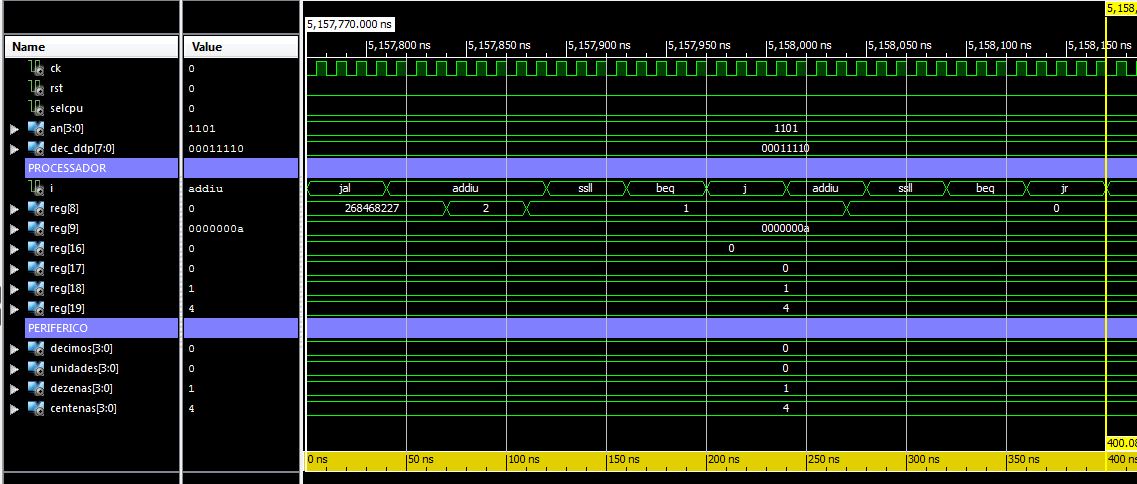 5,158,
5,157,770.000 ns
5,157,800 ns 5,157,850 ns 5,157,900 ns 5,157,950 ns 5,158,000 ns 5,158,050 ns 5,158,100 ns 5,158,150 ns
Name Value
ck 0
rst 0
selcpu 0
an[3:0] 1101 1101
dec_ddp[7:0] 00011110 00011110
PROCESSADOR
i addiu jal addiu ssll beq j addiu ssll beq jr
reg[8] 0 268468227 2 1 0
reg[9] 0000000a 0000000a
reg[16] 0 0
reg[17] 0 0
reg[18] 1 1
reg[19] 4 4
PERIFERICO
decimos[3:0] 0 0
unidades[3:0] 0 0
dezenas[3:0] 1 1
centenas[3:0] 4 4
400.08
0 ns 50 ns 100 ns 150 ns 200 ns 250 ns 300 ns 350 ns 400 ns